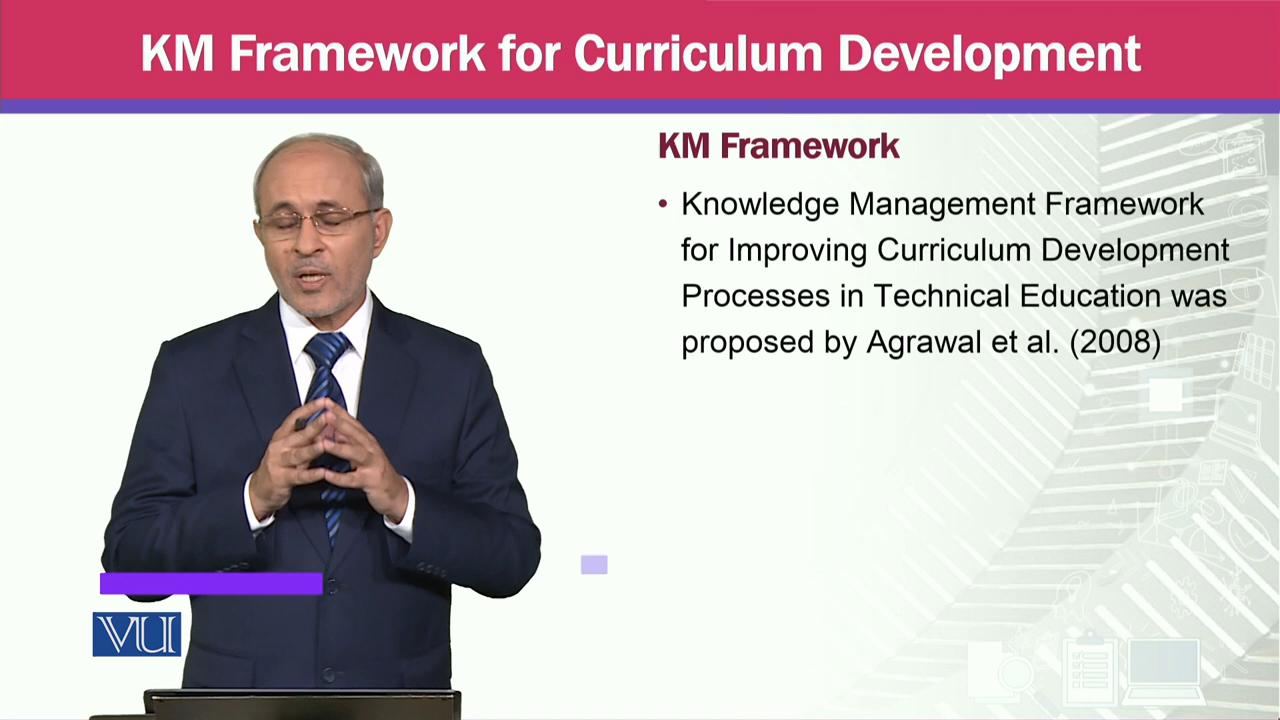 KM Framework for Curriculum Development
KM Framework
• Knowledge Management Framework
for Improving Curriculum Development
Processes in Technical Education was
proposed by Agrawal et al. (2008)
VU